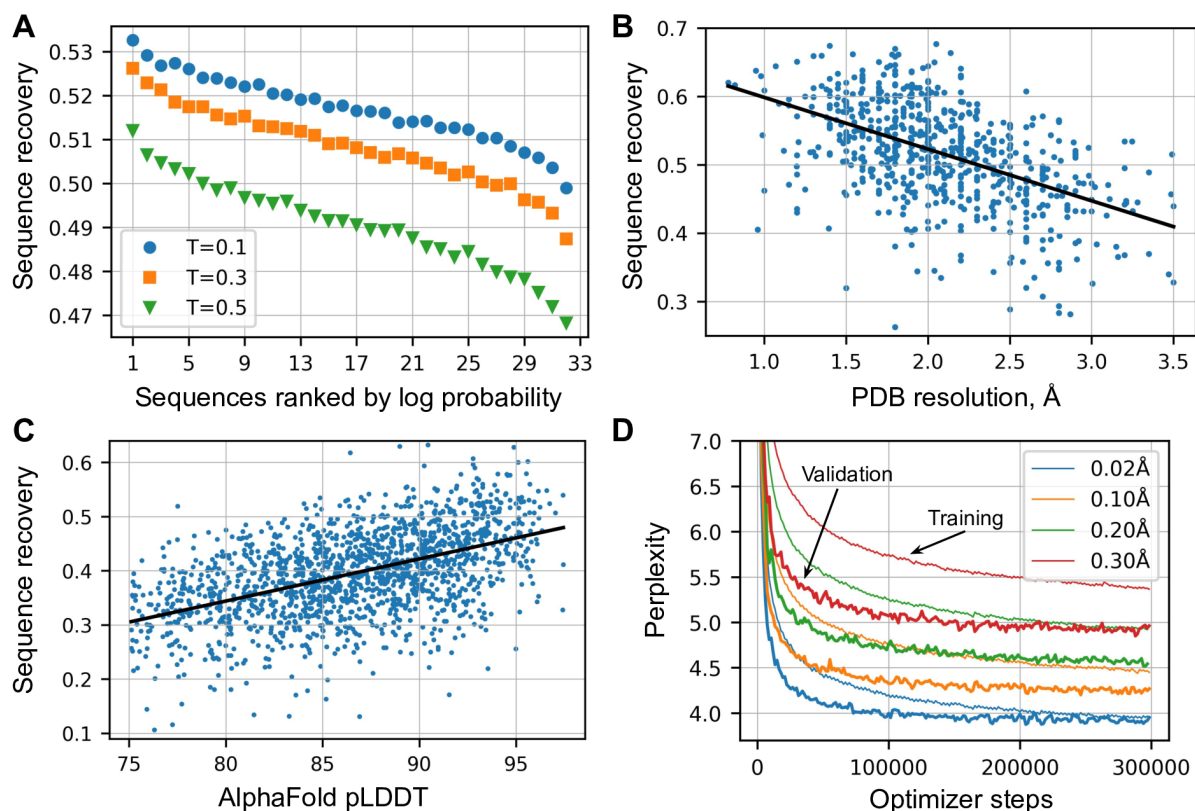 A
Sequence recovery
0.53
0.52
0.51
0.50
0.49
0.48
0.47
T=0.1
T=0.3
T=0.5
1 5 9 13 17 21 25 29 33
Sequences ranked by log probability
B
Sequence recovery
0.7
0.6
0.5
0.4
0.3
1.0 1.5 2.0 2.5 3.0 3.5
PDB resolution, Å
C
Sequence recovery
0.6
0.5
0.4
0.3
0.2
0.1
75 80 85 90 95
AlphaFold pLDDT
D
Perplexity
7.0
6.5
6.0
5.5
5.0
4.5
4.0
Validation
Training
0.02Å
0.10Å
0.20Å
0.30Å
0 100000 200000 300000
Optimizer steps